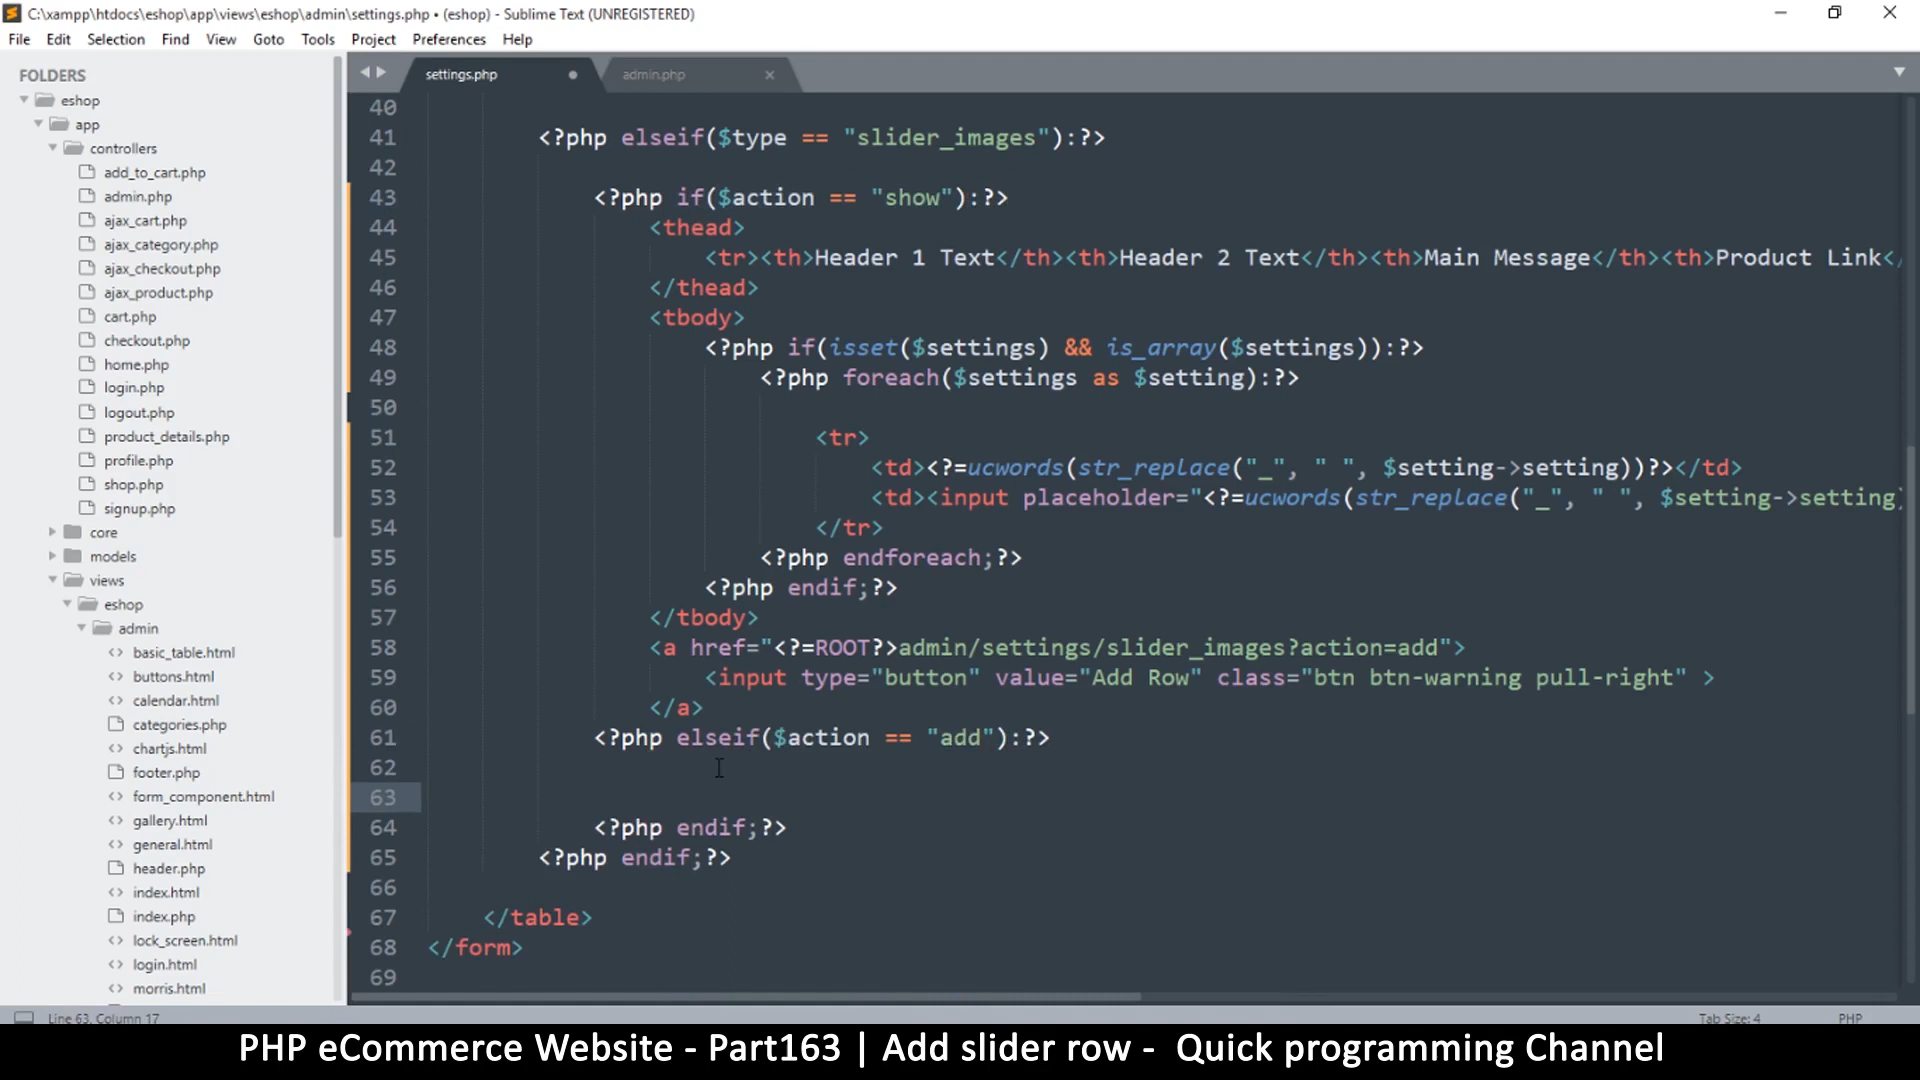 C:\xampp\htdocs\eshop\app\views\eshop\admin\settings.php • (eshop) - Sublime Text (UNREGISTERED)
File Edit Selection Find View Goto Tools Project Preferences Help
FOLDERS
eshop
app
controllers
add_to_cart.php
admin.php
ajax_cart.php
ajax_category.php
ajax_checkout.php
ajax_product.php
cart.php
checkout.php
home.php
login.php
logout.php
product_details.php
profile.php
shop.php
signup.php
core
models
views
eshop
admin
basic_table.html
buttons.html
calendar.html
categories.php
chartjs.html
footer.php
form_component.html
gallery.html
general.html
header.php
index.html
index.php
lock_screen.html
login.html
morris.html
settings.php admin.php
40
41 <?php elseif($type == "slider_images"):?>
42
43 <?php if($action == "show"):?>
44 <thead>
45 <tr><th>Header 1 Text</th><th>Header 2 Text</th><th>Main Message</th><th>Product Link</
46 </thead>
47 <tbody>
48 <?php if(isset($settings) && is_array($settings)):?>
49 <?php foreach($settings as $setting):?>
50
51 <tr>
52 <td><?=ucwords(str_replace("_", " ", $setting->setting))?></td>
53 <td><input placeholder="<?=ucwords(str_replace("_", " ", $setting->setting)
54 </tr>
55 <?php endforeach;?>
56 <?php endif;?>
57 </tbody>
58 <a href="<?=ROOT?>admin/settings/slider_images?action=add">
59 <input type="button" value="Add Row" class="btn btn-warning pull-right" >
60 </a>
61 <?php elseif($action == "add"):?>
62
63
64 <?php endif;?>
65 <?php endif;?>
66
67 </table>
68 </form>
69
Line 63, Column 17 Tab Size: 4 PHP
PHP eCommerce Website - Part163 | Add slider row - Quick programming Channel